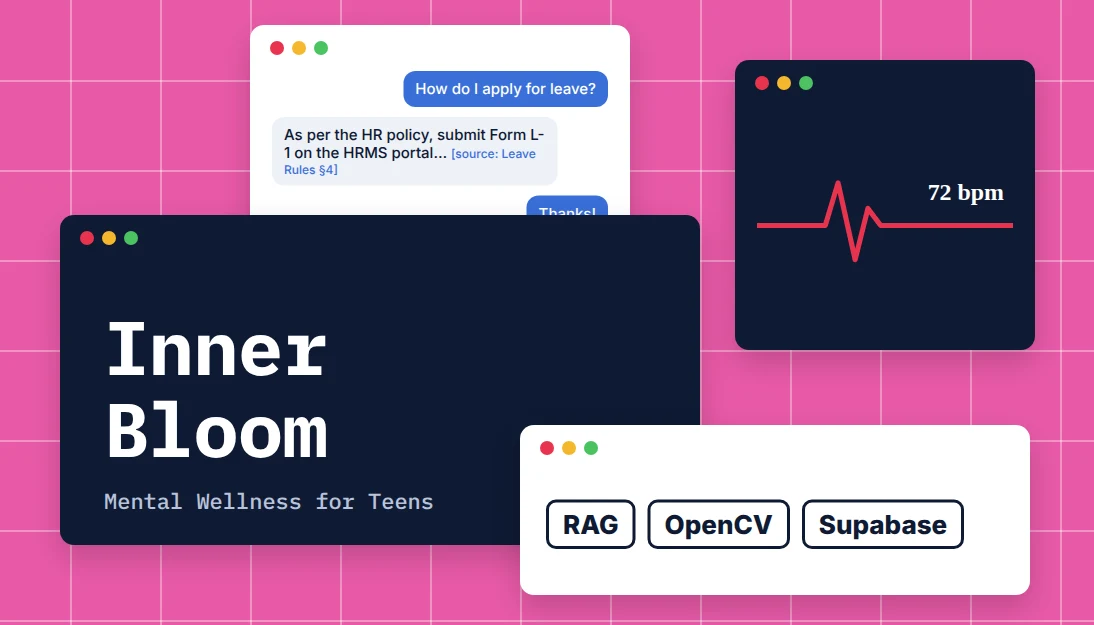 How do I apply for leave?
As per the HR policy, submit Form L-
1 on the HRMS portal... [source: Leave
Rules §4]
Thanks!
72 bpm
Inner
Bloom
Mental Wellness for Teens
RAG
OpenCV
Supabase